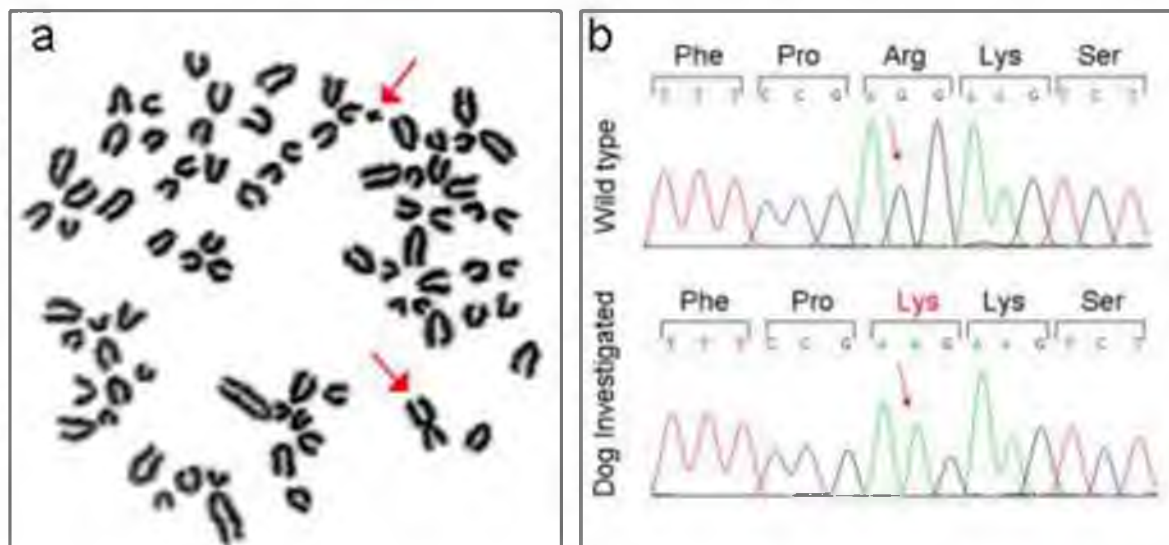 a
b
Phe Pro Arg Lys Ser
T T T C C G A G G A A G T C T
Wild type
Phe Pro Lys Lys Ser
T T T C C G A A G A A G T C T
Dog Investigated